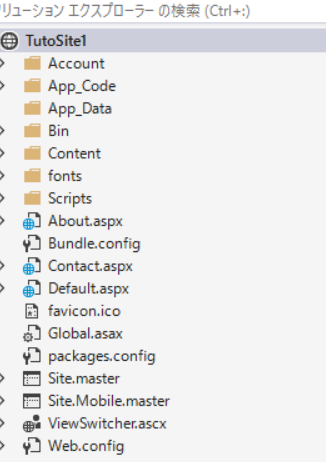 リューション エクスプローラー の検索 (Ctrl+:)
TutoSite1
Account
App_Code
App_Data
Bin
Content
fonts
Scripts
About.aspx
Bundle.config
Contact.aspx
Default.aspx
favicon.ico
Global.asax
packages.config
Site.master
Site.Mobile.master
ViewSwitcher.ascx
Web.config